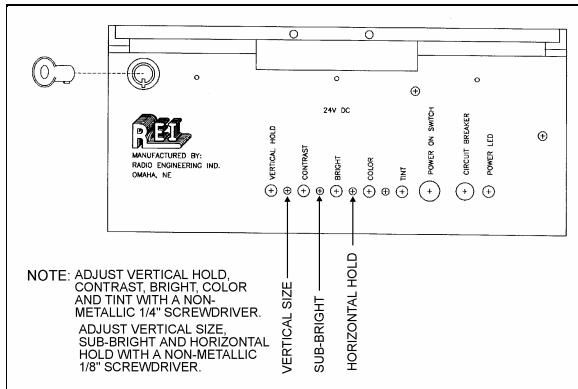 24V DC
REI
MANUFACTURED BY:
RADIO ENGINEERING IND.
OMAHA, NE
VERTICAL HOLD
CONTRAST
BRIGHT
COLOR
TINT
POWER ON SWITCH
CIRCUIT BREAKER
POWER LED
VERTICAL SIZE
SUB-BRIGHT
HORIZONTAL HOLD
NOTE: ADJUST VERTICAL HOLD,
CONTRAST, BRIGHT, COLOR
AND TINT WITH A NON-
METALLIC 1/4" SCREWDRIVER.
ADJUST VERTICAL SIZE,
SUB-BRIGHT AND HORIZONTAL
HOLD WITH A NON-METALLIC
1/8" SCREWDRIVER.